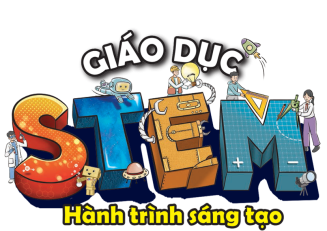 GIÁO DỤC
STEM
Hành trình sáng tạo